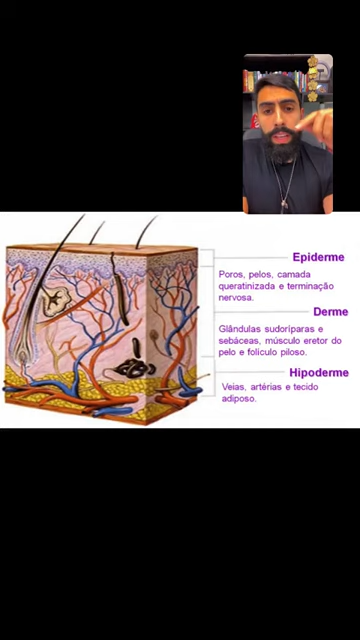 Epiderme
Poros, pelos, camada
queratinizada e terminação
nervosa.
Derme
Glândulas sudoríparas e
sebáceas, músculo eretor do
pelo e folículo piloso.
Hipoderme
Veias, artérias e tecido
adiposo.